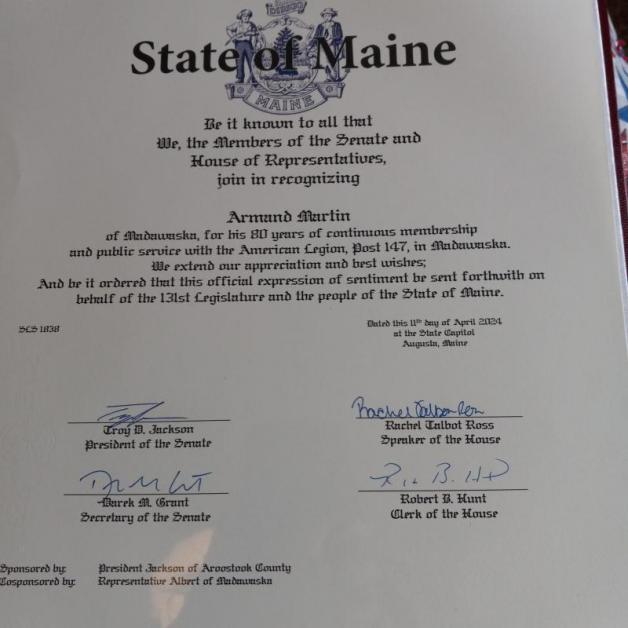 DIRIGO
State of Maine
MAINE
Be it known to all that
We, the Members of the Senate and
House of Representatives,
join in recognizing
Armand Martin
of Madawaska, for his 80 years of continuous membership
and public service with the American Legion, Post 147, in Madawaska.
We extend our appreciation and best wishes;
And be it ordered that this official expression of sentiment be sent forthwith on
behalf of the 131st Legislature and the people of the State of Maine.
SLS 1838
Dated this 11th day of April 2024
at the State Capitol
Augusta, Maine
Troy D. Jackson
President of the Senate
Rachel Talbot Ross
Rachel Talbot Ross
Speaker of the House
Darek M. Grant
Secretary of the Senate
Robert B. Hunt
Clerk of the House
Sponsored by: President Jackson of Aroostook County
Cosponsored by: Representative Albert of Madawaska